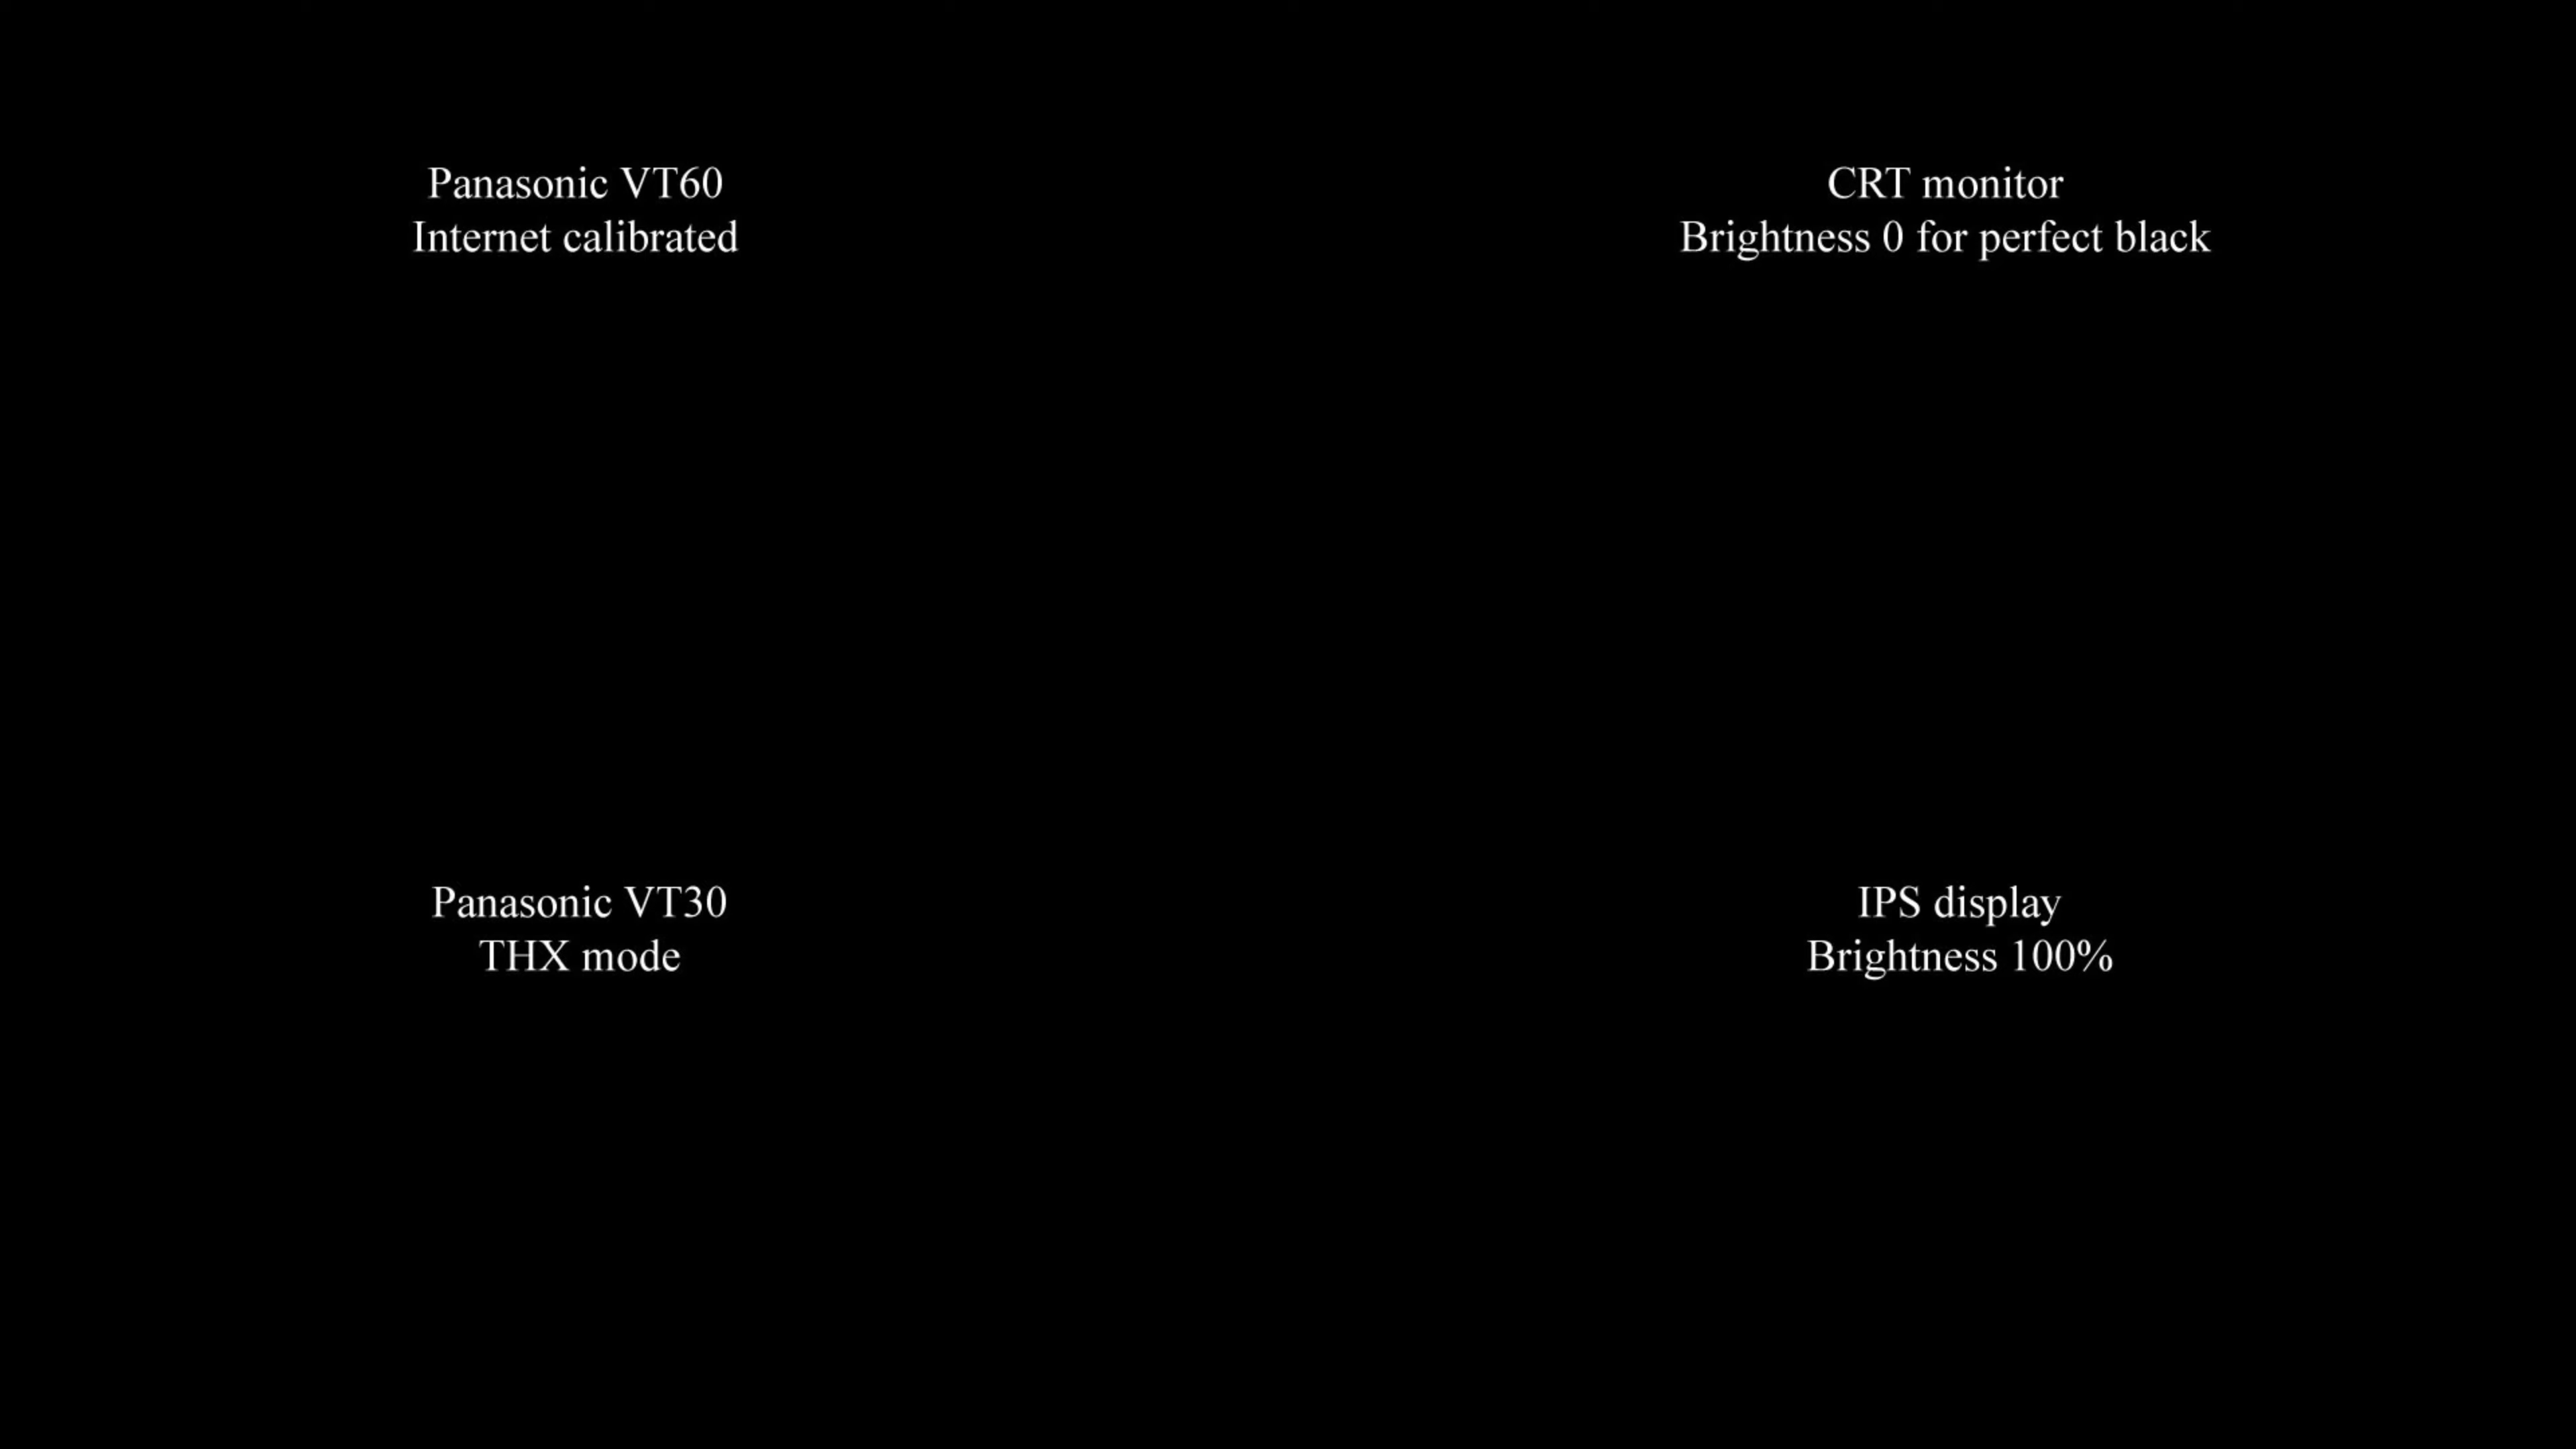 Panasonic VT60
Internet calibrated
CRT monitor
Brightness 0 for perfect black
Panasonic VT30
THX mode
IPS display
Brightness 100%